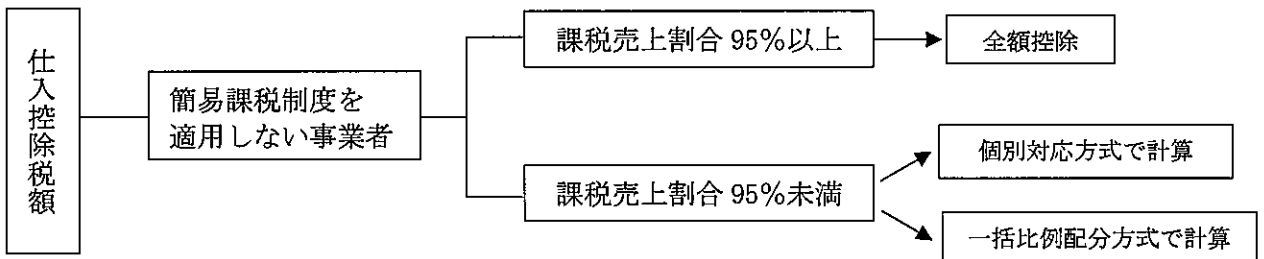 仕入控除税額
簡易課税制度を
適用しない事業者
課税売上割合 95%以上
全額控除
課税売上割合 95%未満
個別対応方式で計算
一括比例配分方式で計算